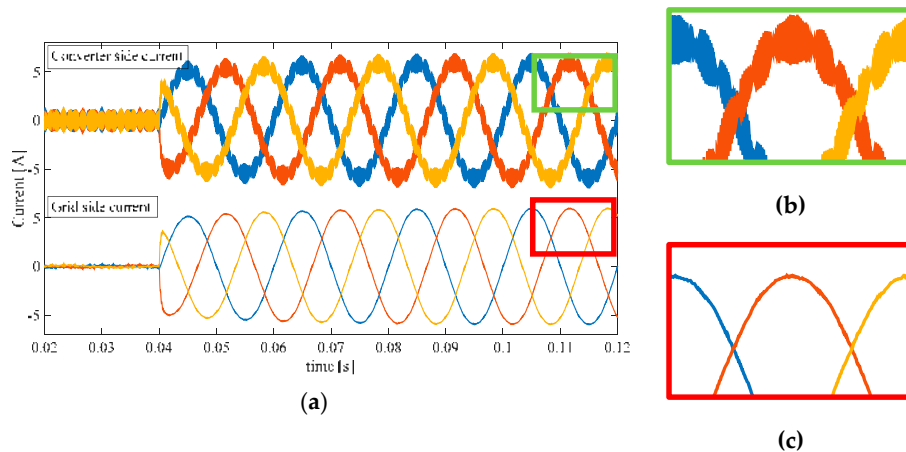 Converter side current
5
0
-5
Current [A]
Grid side current
5
0
-5
0.02 0.03 0.04 0.05 0.06 0.07 0.08 0.09 0.1 0.11 0.12
time [s]
(a)
(b)
(c)